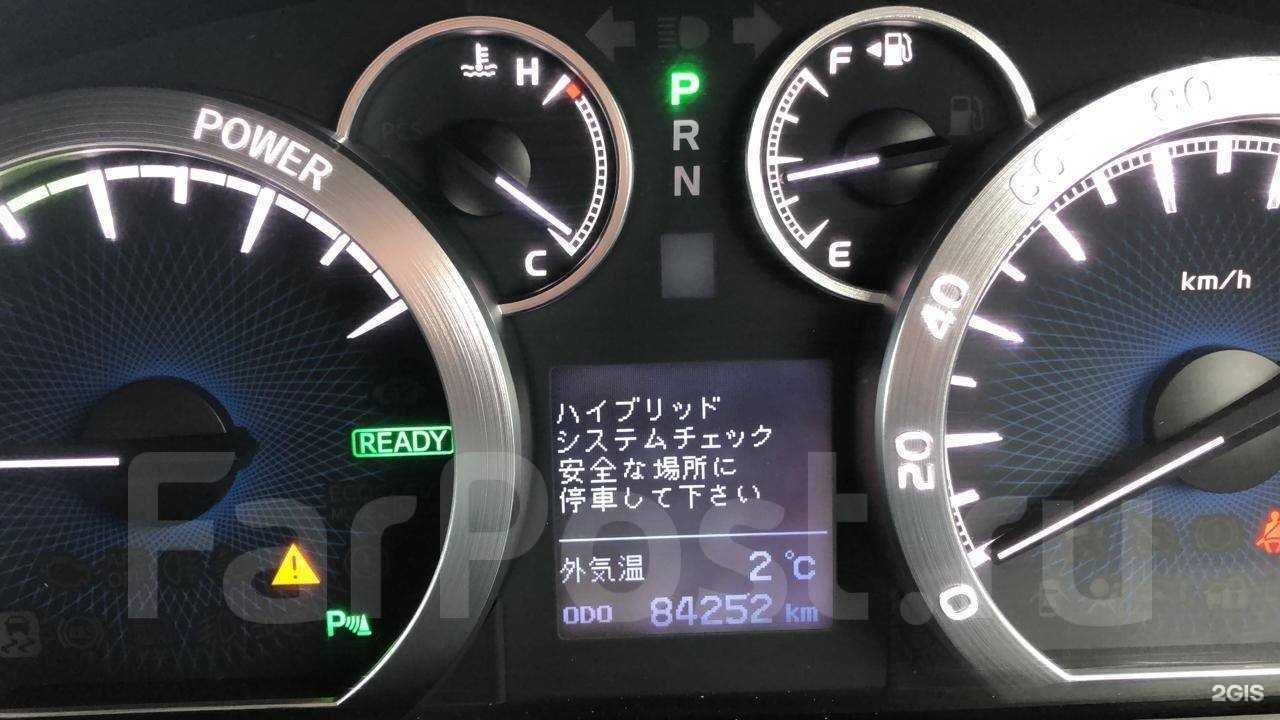 POWER
H
C
P
R
N
F
E
READY
ハイブリッド
システムチェック
安全な場所に
停車して下さい
外気温 2℃
ODO 84252 km
P
km/h
80
60
40
20
0
FarPost.ru
2GIS